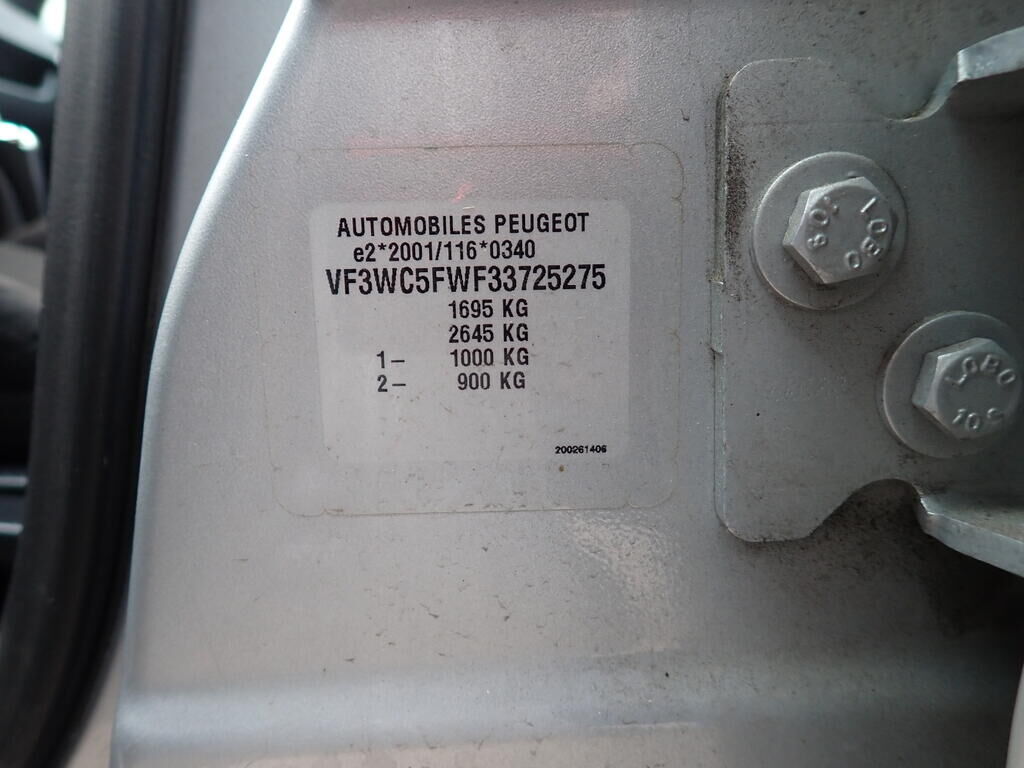 AUTOMOBILES PEUGEOT
e2*2001/116*0340
VF3WC5FWF33725275
1695 KG
2645 KG
1- 1000 KG
2- 900 KG
200261406
LOBO
10.9
LOBO
10.9